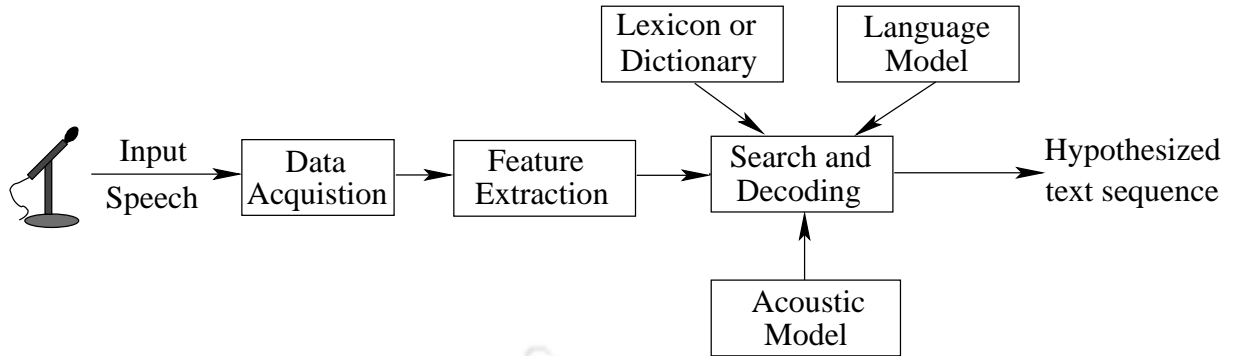 Lexicon or
Dictionary
Language
Model
Input
Speech
Data
Acquistion
Feature
Extraction
Search and
Decoding
Hypothesized
text sequence
Acoustic
Model